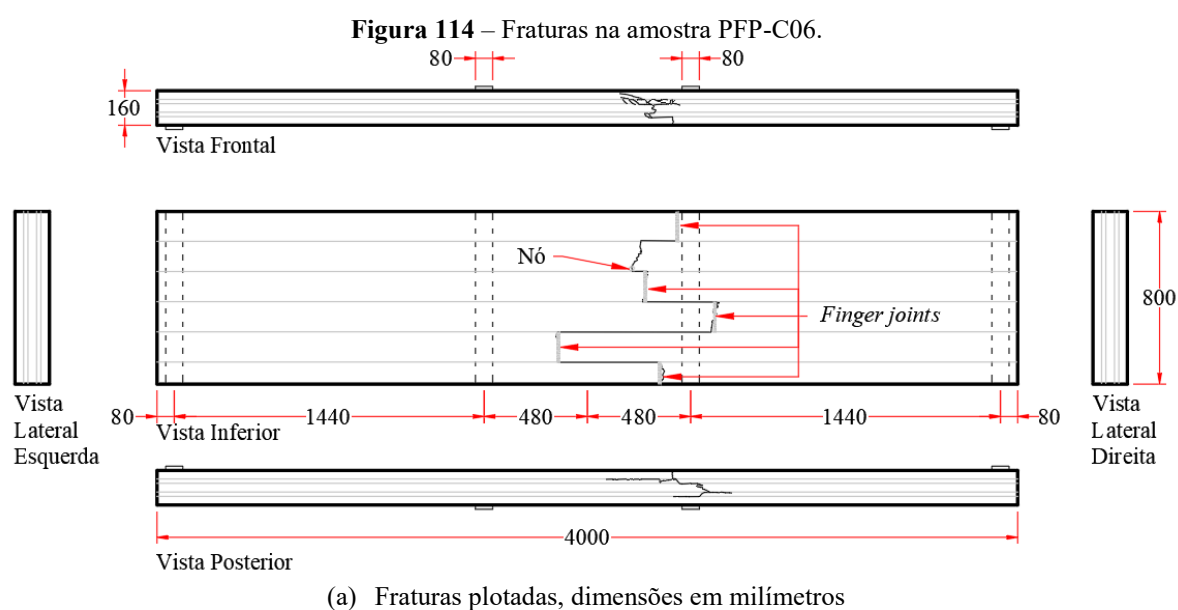 Figura 114 – Fraturas na amostra PFP-C06.
80
80
160
Vista Frontal
Nó
Finger joints
800
Vista
Lateral
Esquerda
80
1440
480
480
1440
80
Vista Inferior
Vista
Lateral
Direita
4000
Vista Posterior
(a) Fraturas plotadas, dimensões em milímetros